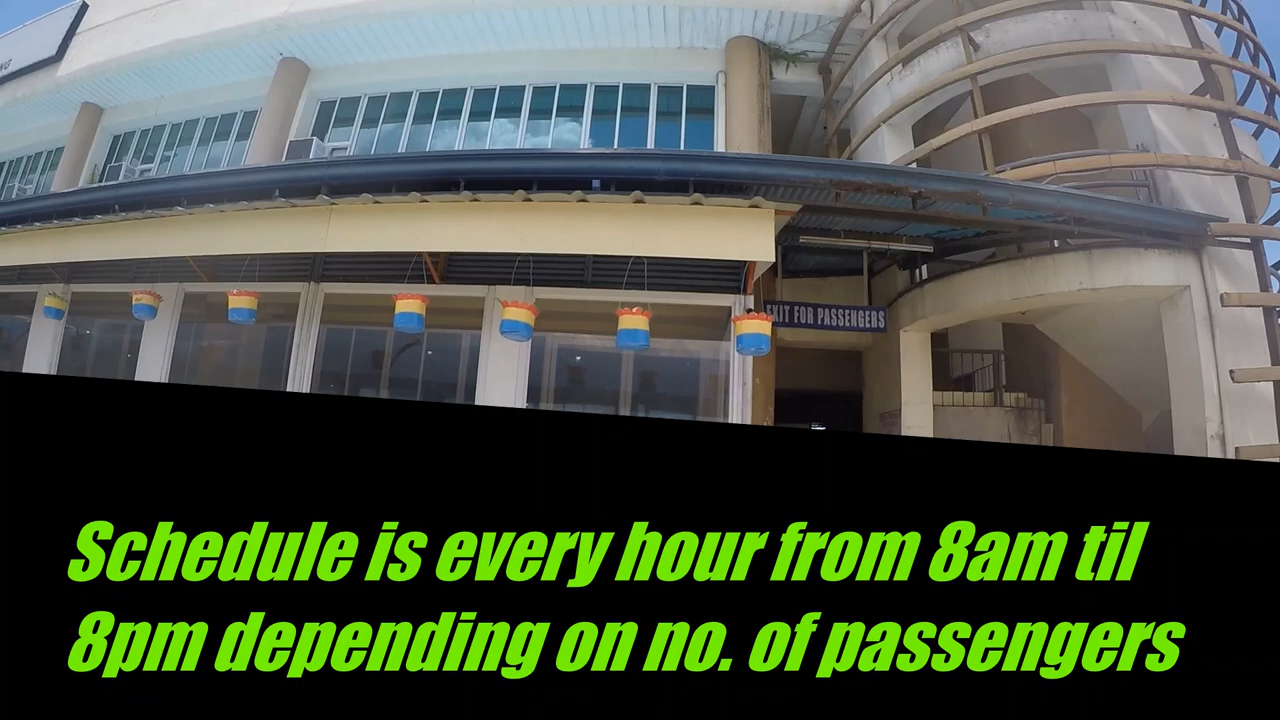 EXIT FOR PASSENGERS
Schedule is every hour from 8am til
8pm depending on no. of passengers